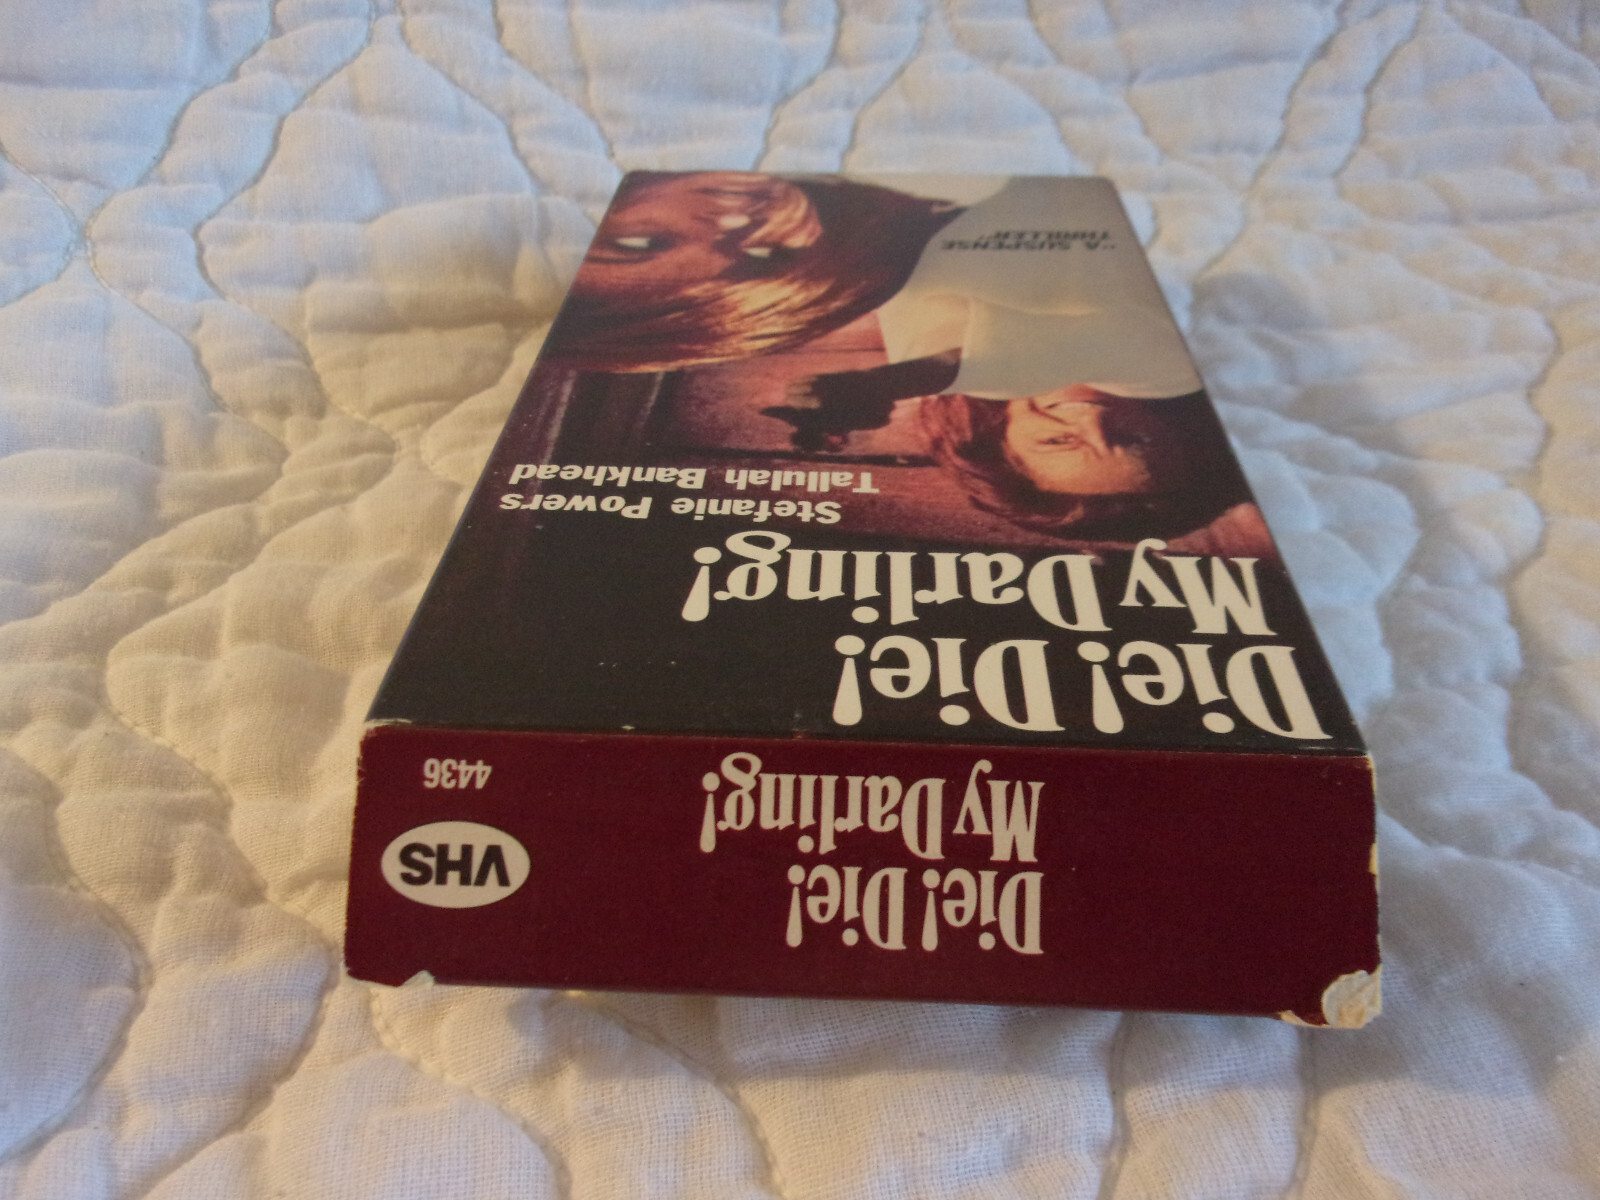 Die! Die!
My Darling!
Stefanie Powers
Tallulah Bankhead
"A SUSPENSE
THRILLER"
Die! Die!
My Darling!
VHS
4436